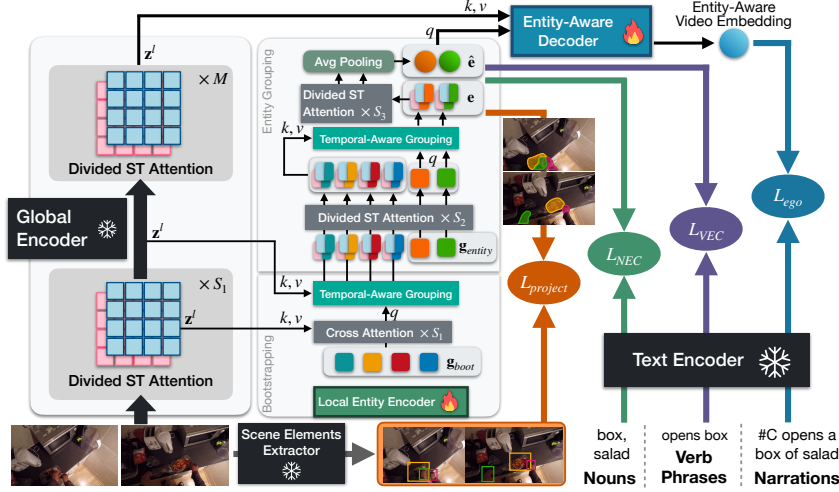 k, v
q
Entity-Aware
Decoder
Entity-Aware
Video Embedding
z^l
× M
Divided ST Attention
Global
Encoder
z^l
× S_1
z^l
Divided ST Attention
Entity Grouping
Avg Pooling
ê
Divided ST
Attention × S_3
e
k, v
Temporal-Aware Grouping
q
Divided ST Attention × S_2
g_entity
k, v
Temporal-Aware Grouping
q
k, v
Cross Attention × S_1
g_boot
Bootstrapping
Local Entity Encoder
Scene Elements
Extractor
L_project
L_NEC
L_VEC
L_ego
Text Encoder
box,
salad
Nouns
opens box
Verb
Phrases
#C opens a
box of salad
Narrations